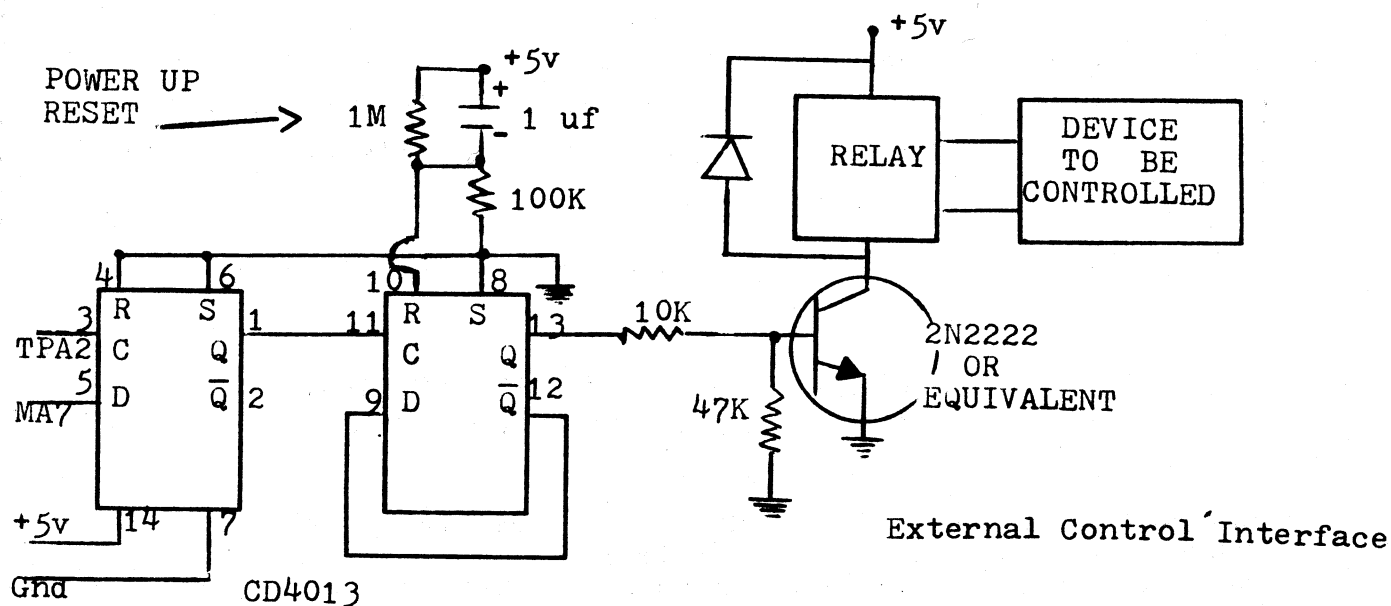 +5v
POWER UP
RESET
+5v
+
1M
- 1 uf
100K
RELAY
DEVICE
TO BE
CONTROLLED
4
6
10
8
R
S
R
S
3
TPA2
C
Q
1
11
C
Q
13
10K
2N2222
OR
EQUIVALENT
5
MA7
D
Q
2
9
D
Q
12
47K
+5v
14
7
Gnd
CD4013
External Control Interface